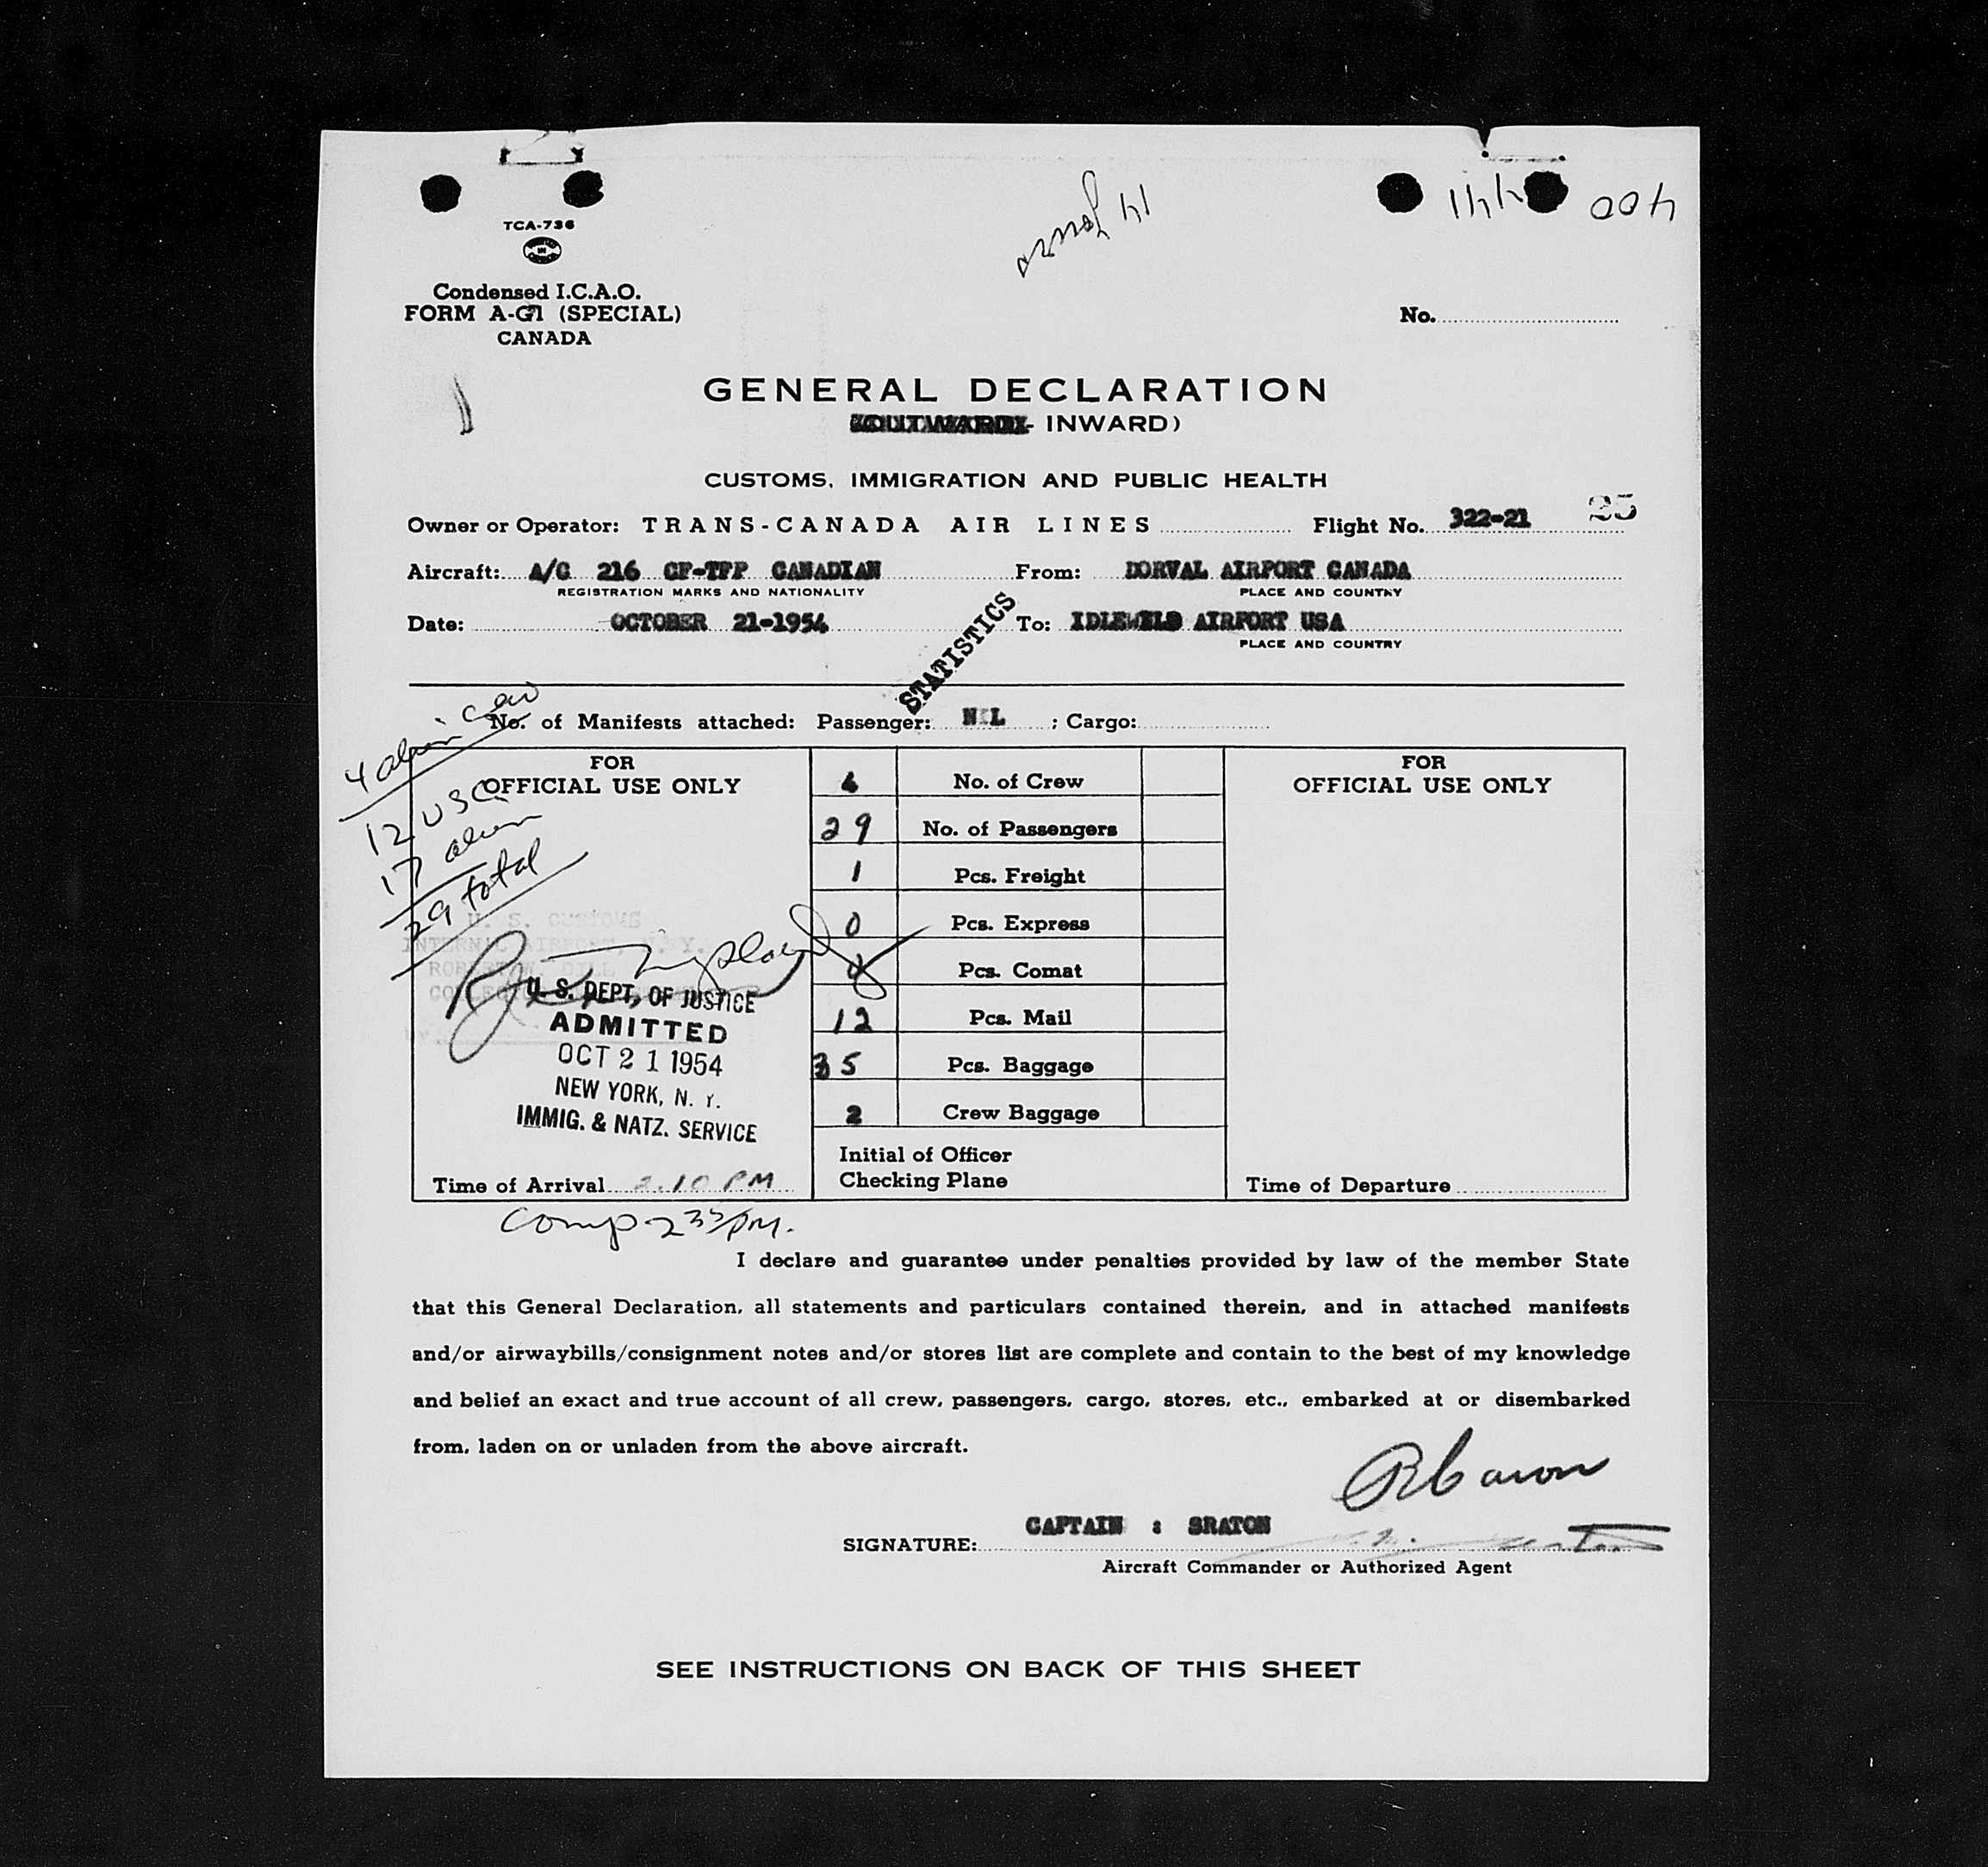 TCA-736
Condensed I.C.A.O.
FORM A-G1 (SPECIAL)
CANADA
No.
GENERAL DECLARATION
(OUTWARD - INWARD)
CUSTOMS, IMMIGRATION AND PUBLIC HEALTH
25
Owner or Operator: TRANS-CANADA AIR LINES Flight No. 322-21
Aircraft: A/C 216 CF-TFP CANADIAN From: DORVAL AIRPORT CANADA
REGISTRATION MARKS AND NATIONALITY PLACE AND COUNTRY
Date: OCTOBER 21-1954 To: IDLEWILD AIRPORT USA
PLACE AND COUNTRY
STATISTICS
No. of Manifests attached: Passenger: NIL ; Cargo:
4 alien crew
12 USC
17 alien
29 total
FOR
OFFICIAL USE ONLY
U. S. CUSTOMS
U. S. DEPT. OF JUSTICE
ADMITTED
OCT 21 1954
NEW YORK, N. Y.
IMMIG. & NATZ. SERVICE
Time of Arrival 2.10 PM
Comp 2 35 PM.
4 No. of Crew
29 No. of Passengers
1 Pcs. Freight
0 Pcs. Express
Pcs. Comat
12 Pcs. Mail
35 Pcs. Baggage
2 Crew Baggage
Initial of Officer
Checking Plane
FOR
OFFICIAL USE ONLY
Time of Departure
I declare and guarantee under penalties provided by law of the member State
that this General Declaration, all statements and particulars contained therein, and in attached manifests
and/or airwaybills/consignment notes and/or stores list are complete and contain to the best of my knowledge
and belief an exact and true account of all crew, passengers, cargo, stores, etc., embarked at or disembarked
from, laden on or unladen from the above aircraft.
CAPTAIN : SRATON
SIGNATURE:
Aircraft Commander or Authorized Agent
SEE INSTRUCTIONS ON BACK OF THIS SHEET